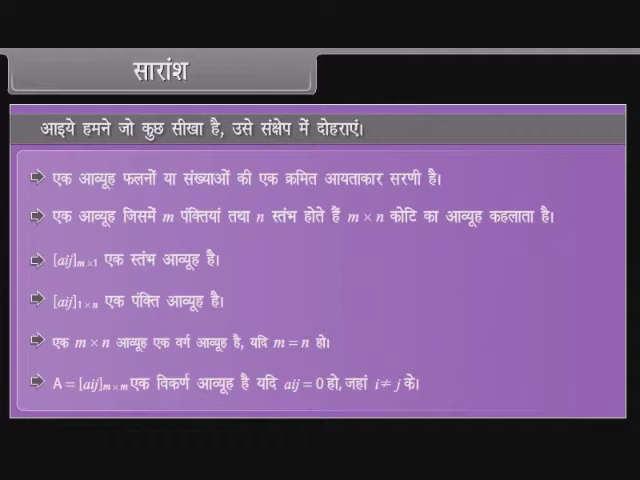 सारांश
आइये हमने जो कुछ सीखा है, उसे संक्षेप में दोहराएं।
एक आव्यूह फलनों या संख्याओं की एक क्रमित आयताकार सरणी है।
एक आव्यूह जिसमें m पंक्तियां तथा n स्तंभ होते हैं m × n कोटि का आव्यूह कहलाता है।
[aij]m×1 एक स्तंभ आव्यूह है।
[aij]1×n एक पंक्ति आव्यूह है।
एक m × n आव्यूह एक वर्ग आव्यूह है, यदि m = n हो।
A = [aij]m×m एक विकर्ण आव्यूह है यदि aij = 0 हो, जहां i ≠ j के।